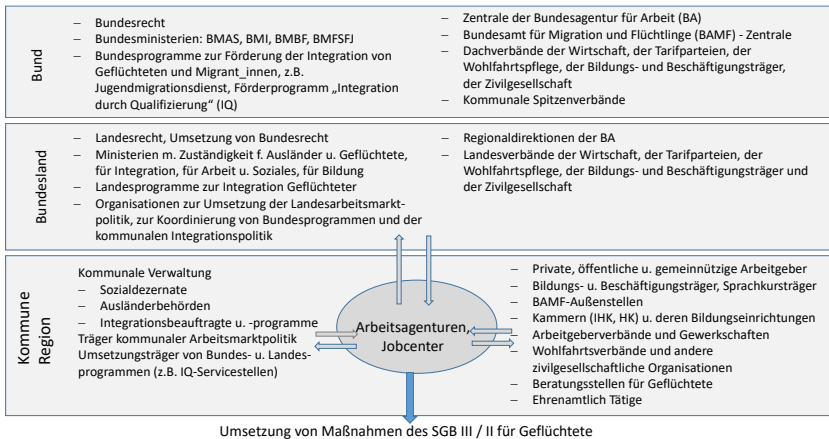 Bund
– Bundesrecht
– Bundesministerien: BMAS, BMI, BMBF, BMFSFJ
– Bundesprogramme zur Förderung der Integration von
Geflüchteten und Migrant_innen, z.B.
Jugendmigrationsdienst, Förderprogramm „Integration
durch Qualifizierung“ (IQ)
– Zentrale der Bundesagentur für Arbeit (BA)
– Bundesamt für Migration und Flüchtlinge (BAMF) - Zentrale
– Dachverbände der Wirtschaft, der Tarifparteien, der
Wohlfahrtspflege, der Bildungs- und Beschäftigungsträger,
der Zivilgesellschaft
– Kommunale Spitzenverbände
Bundesland
– Landesrecht, Umsetzung von Bundesrecht
– Ministerien m. Zuständigkeit f. Ausländer u. Geflüchtete,
für Integration, für Arbeit u. Soziales, für Bildung
– Landesprogramme zur Integration Geflüchteter
– Organisationen zur Umsetzung der Landesarbeitsmarkt-
politik, zur Koordinierung von Bundesprogrammen und der
kommunalen Integrationspolitik
– Regionaldirektionen der BA
– Landesverbände der Wirtschaft, der Tarifparteien, der
Wohlfahrtspflege, der Bildungs- und Beschäftigungsträger und
der Zivilgesellschaft
Kommune
Region
Kommunale Verwaltung
– Sozialdezernate
– Ausländerbehörden
– Integrationsbeauftragte u. -programme
Träger kommunaler Arbeitsmarktpolitik
Umsetzungsträger von Bundes- u. Landes-
programmen (z.B. IQ-Servicestellen)
Arbeitsagenturen,
Jobcenter
– Private, öffentliche u. gemeinnützige Arbeitgeber
– Bildungs- u. Beschäftigungsträger, Sprachkursträger
– BAMF-Außenstellen
– Kammern (IHK, HK) u. deren Bildungseinrichtungen
– Arbeitgeberverbände und Gewerkschaften
– Wohlfahrtsverbände und andere
zivilgesellschaftliche Organisationen
– Beratungsstellen für Geflüchtete
– Ehrenamtlich Tätige
Umsetzung von Maßnahmen des SGB III / II für Geflüchtete